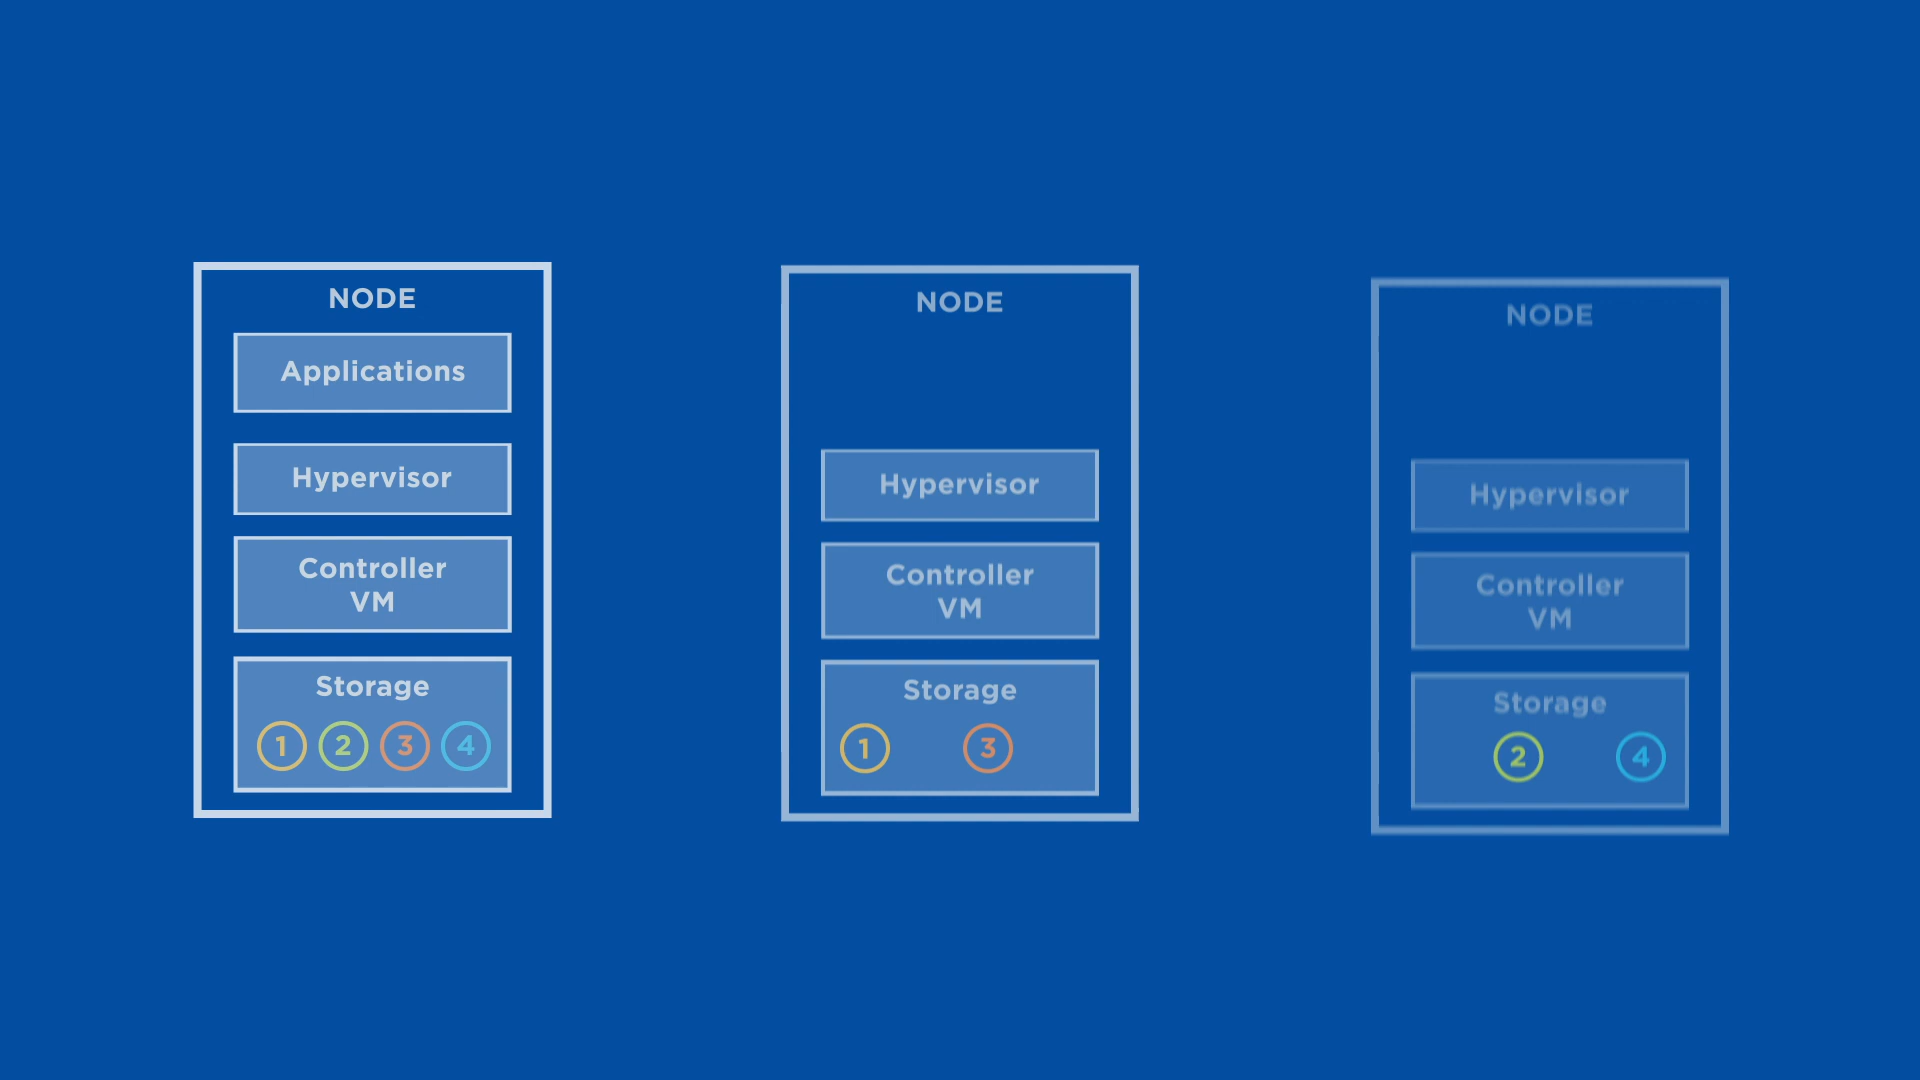 NODE
Applications
Hypervisor
Controller
VM
Storage
1 2 3 4
NODE
Hypervisor
Controller
VM
Storage
1 3
NODE
Hypervisor
Controller
VM
Storage
2 4